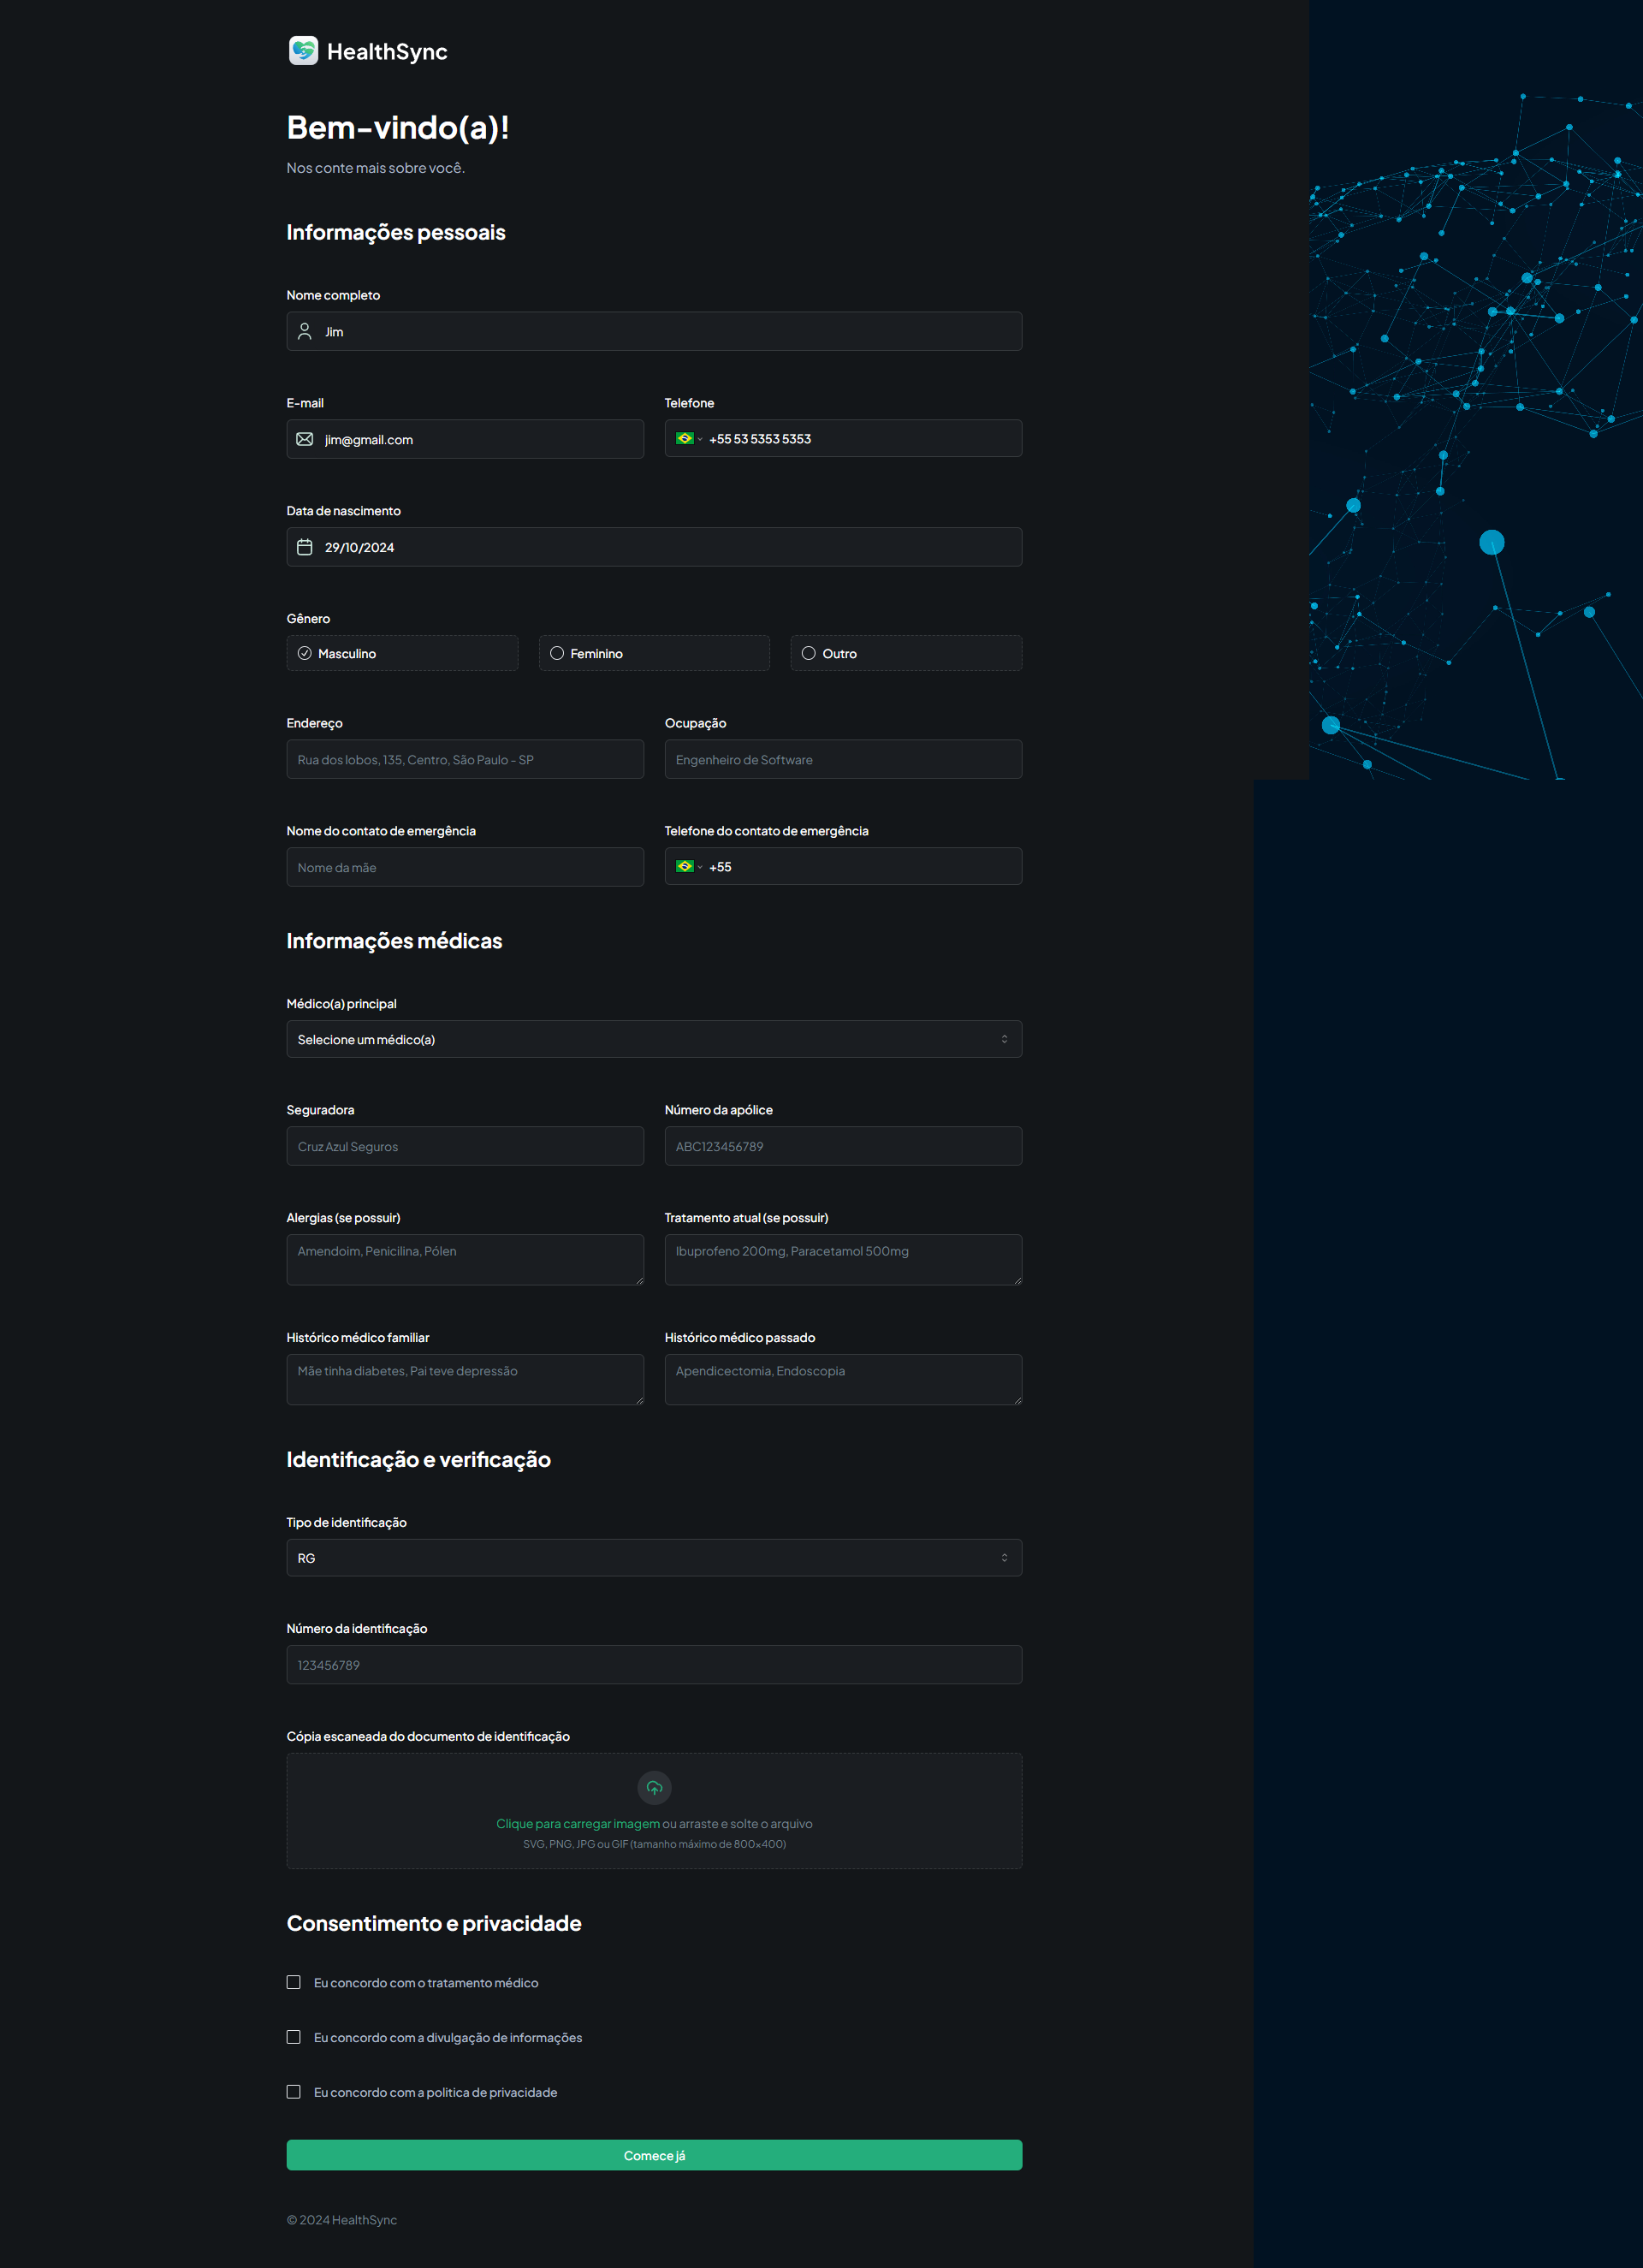 HealthSync
Bem-vindo(a)!
Nos conte mais sobre você.
Informações pessoais
Nome completo
Jim
E-mail
Telefone
jim@gmail.com
+55 53 5353 5353
Data de nascimento
29/10/2024
Gênero
Masculino
Feminino
Outro
Endereço
Ocupação
Rua dos lobos, 135, Centro, São Paulo - SP
Engenheiro de Software
Nome do contato de emergência
Telefone do contato de emergência
Nome da mãe
+55
Informações médicas
Médico(a) principal
Selecione um médico(a)
Seguradora
Número da apólice
Cruz Azul Seguros
ABC123456789
Alergias (se possuir)
Tratamento atual (se possuir)
Amendoim, Penicilina, Pólen
Ibuprofeno 200mg, Paracetamol 500mg
Histórico médico familiar
Histórico médico passado
Mãe tinha diabetes, Pai teve depressão
Apendicectomia, Endoscopia
Identificação e verificação
Tipo de identificação
RG
Número da identificação
123456789
Cópia escaneada do documento de identificação
Clique para carregar imagem ou arraste e solte o arquivo
SVG, PNG, JPG ou GIF (tamanho máximo de 800x400)
Consentimento e privacidade
Eu concordo com o tratamento médico
Eu concordo com a divulgação de informações
Eu concordo com a politica de privacidade
Comece já
© 2024 HealthSync